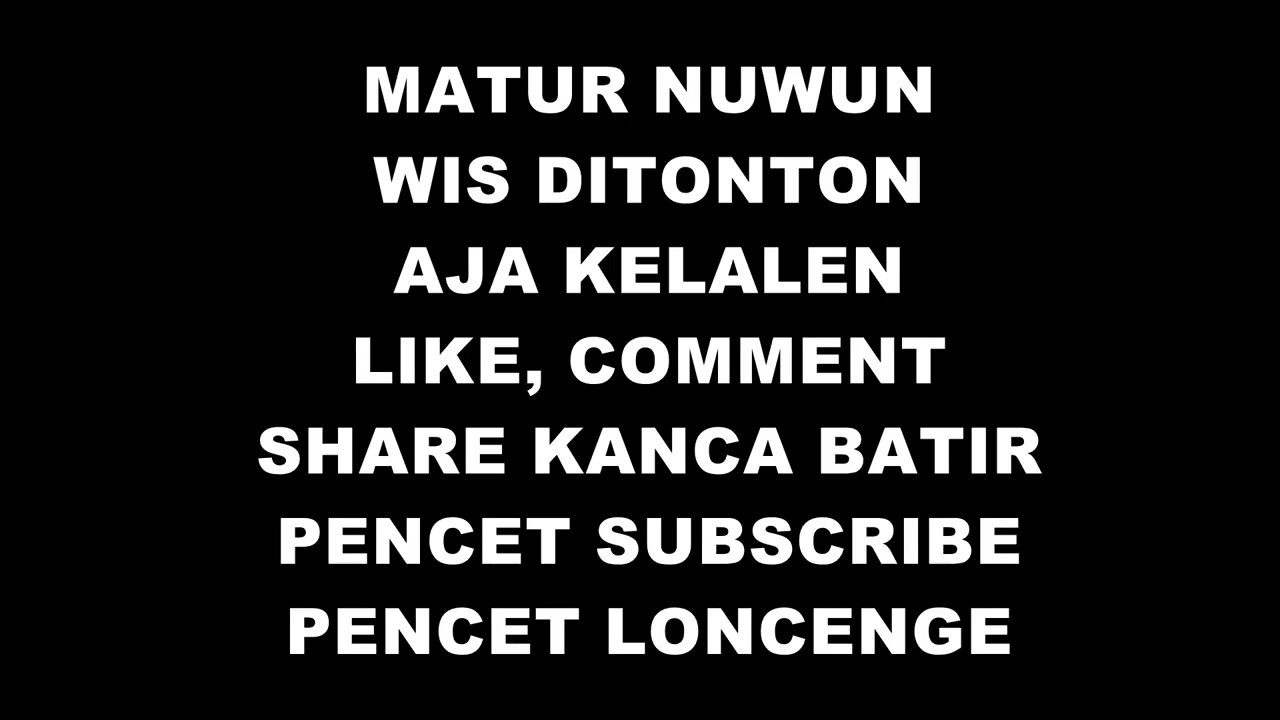 MATUR NUWUN
WIS DITONTON
AJA KELALEN
LIKE, COMMENT
SHARE KANCA BATIR
PENCET SUBSCRIBE
PENCET LONCENGE